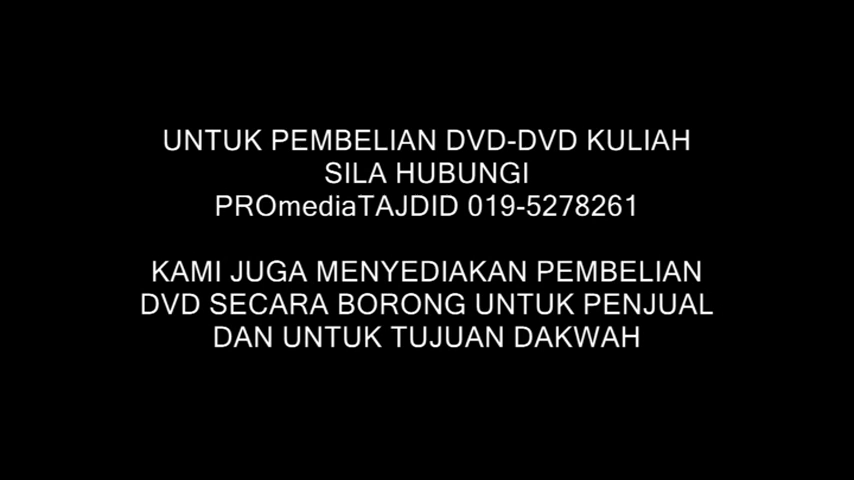 UNTUK PEMBELIAN DVD-DVD KULIAH
SILA HUBUNGI
PROmediaTAJDID 019-5278261
KAMI JUGA MENYEDIAKAN PEMBELIAN
DVD SECARA BORONG UNTUK PENJUAL
DAN UNTUK TUJUAN DAKWAH